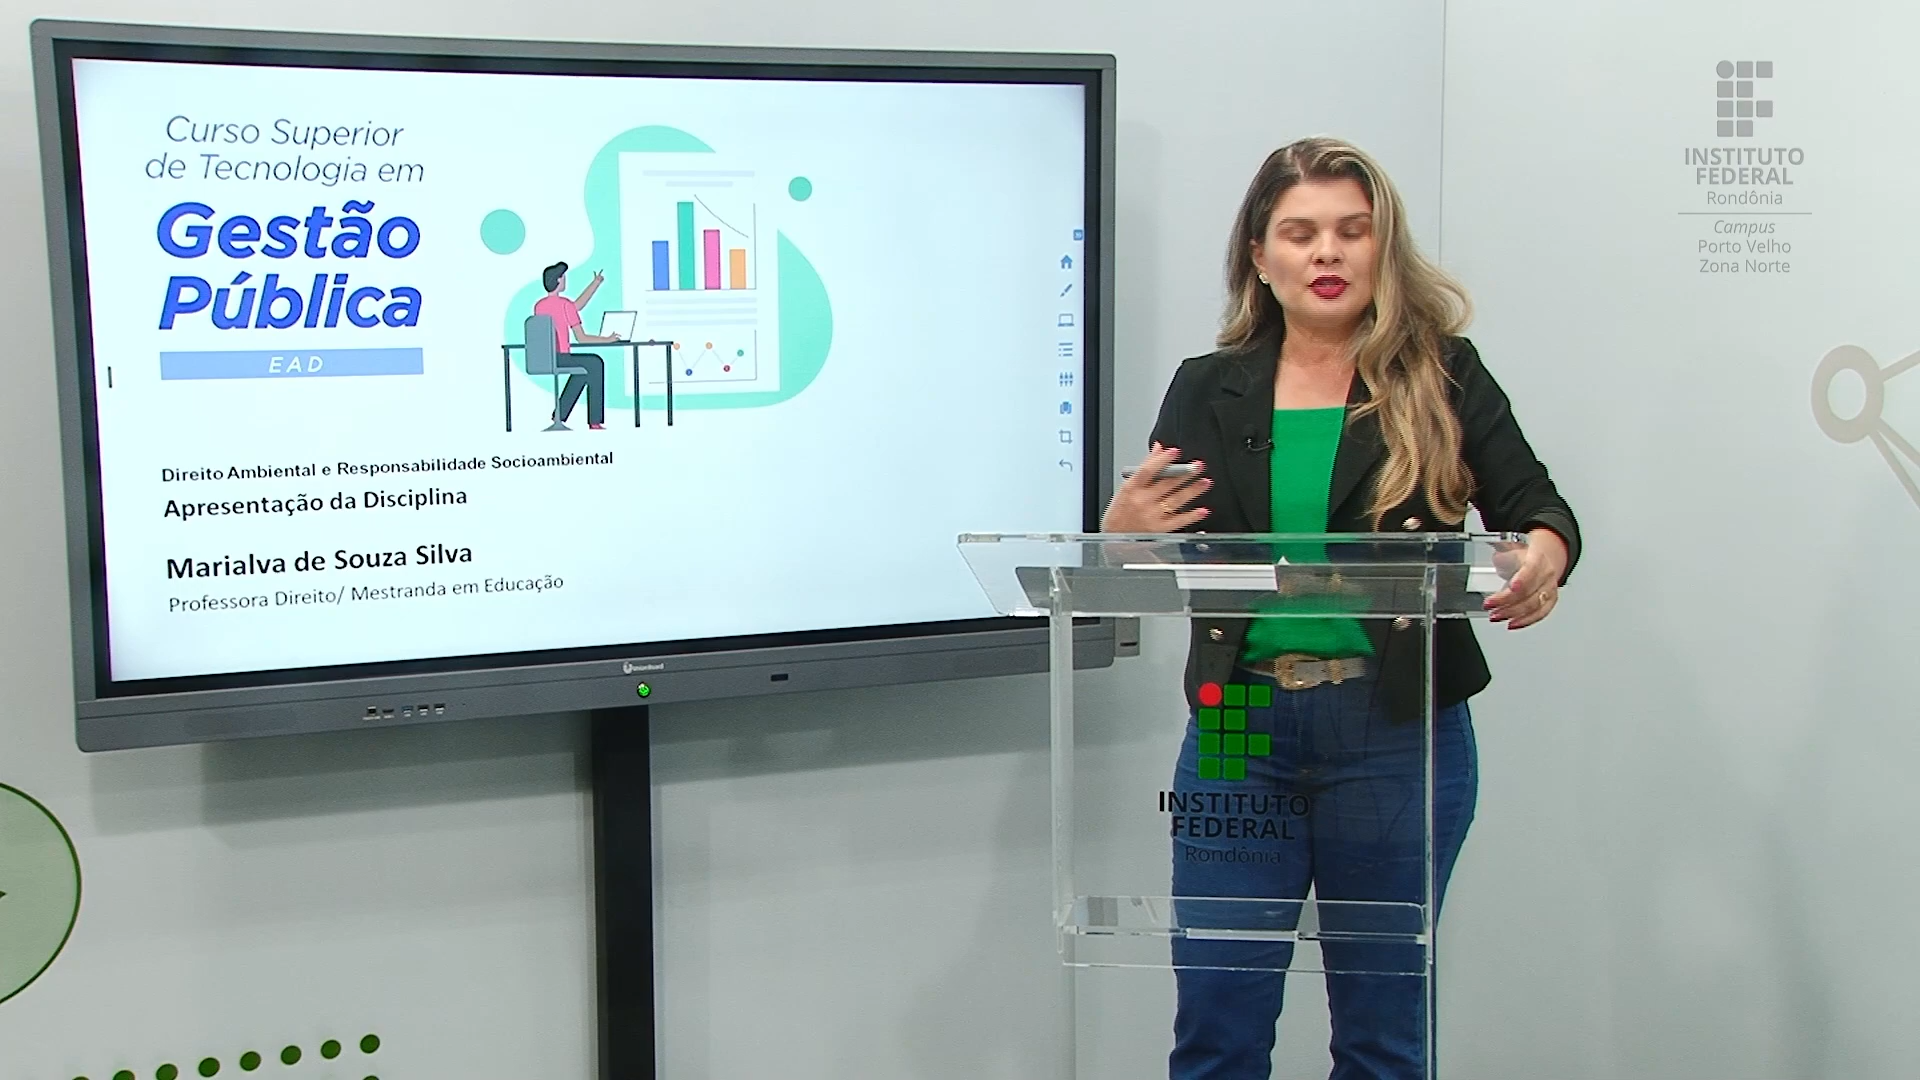 Curso Superior
de Tecnologia em
Gestão
Pública
EAD
Direito Ambiental e Responsabilidade Socioambiental
Apresentação da Disciplina
Marialva de Souza Silva
Professora Direito/ Mestranda em Educação
INSTITUTO
FEDERAL
Rondônia
Campus
Porto Velho
Zona Norte
INSTITUTO
FEDERAL
Rondônia